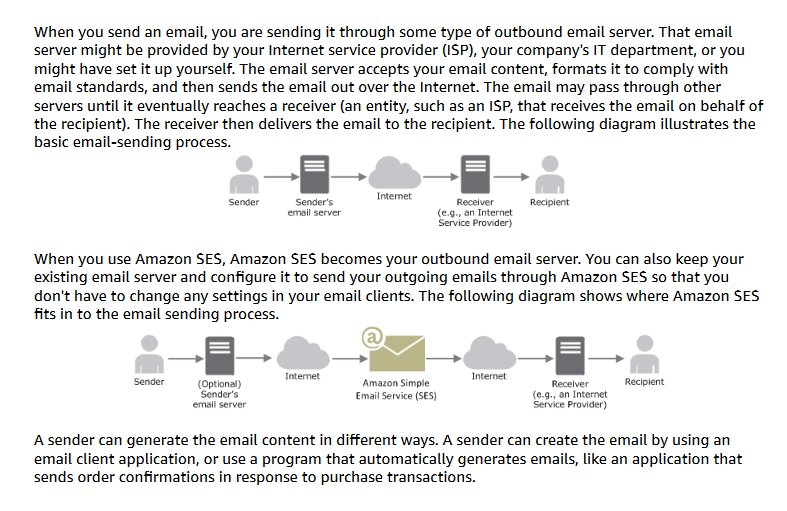 When you send an email, you are sending it through some type of outbound email server. That email
server might be provided by your Internet service provider (ISP), your company's IT department, or you
might have set it up yourself. The email server accepts your email content, formats it to comply with
email standards, and then sends the email out over the Internet. The email may pass through other
servers until it eventually reaches a receiver (an entity, such as an ISP, that receives the email on behalf of
the recipient). The receiver then delivers the email to the recipient. The following diagram illustrates the
basic email-sending process.
Sender
Sender's
email server
Internet
Receiver
(e.g., an Internet
Service Provider)
Recipient
When you use Amazon SES, Amazon SES becomes your outbound email server. You can also keep your
existing email server and configure it to send your outgoing emails through Amazon SES so that you
don't have to change any settings in your email clients. The following diagram shows where Amazon SES
fits in to the email sending process.
Sender
(Optional)
Sender's
email server
Internet
@
Amazon Simple
Email Service (SES)
Internet
Receiver
(e.g., an Internet
Service Provider)
Recipient
A sender can generate the email content in different ways. A sender can create the email by using an
email client application, or use a program that automatically generates emails, like an application that
sends order confirmations in response to purchase transactions.